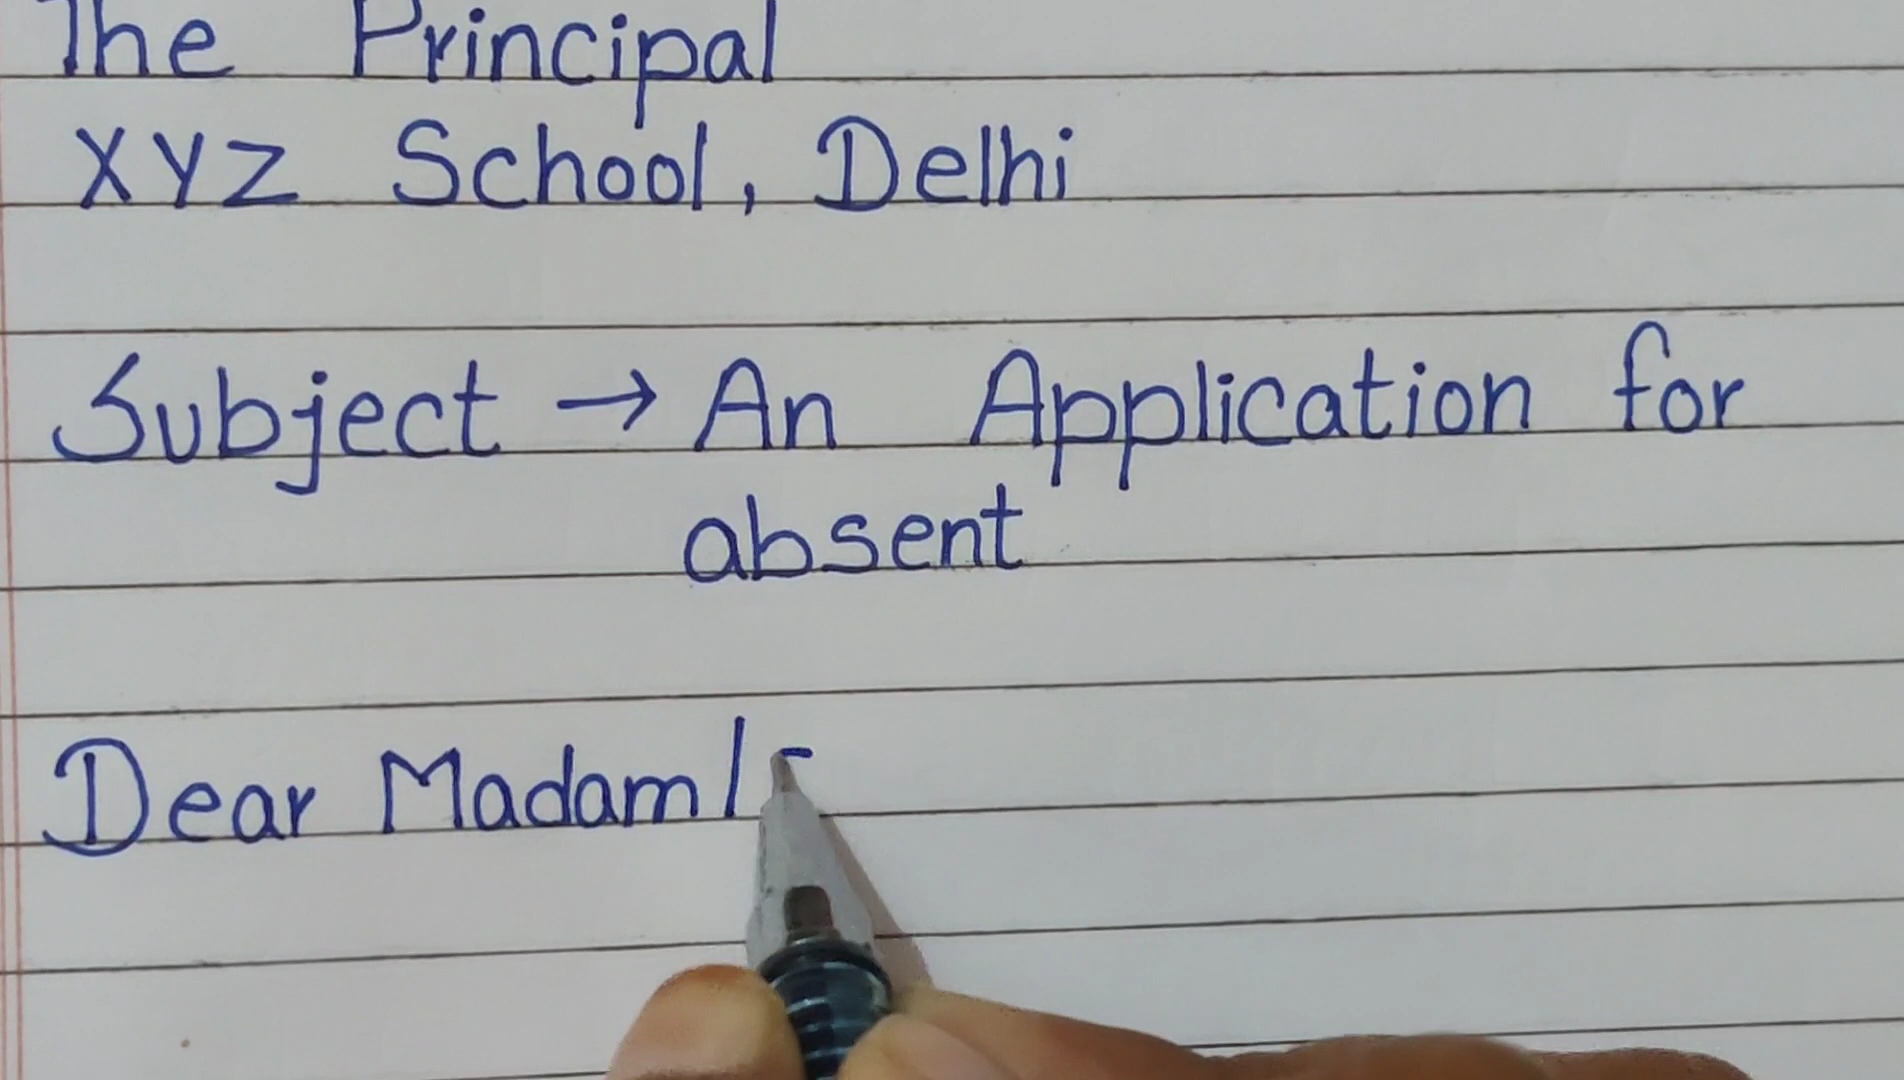 The Principal
XYZ School, Delhi
Subject → An Application for
absent
Dear Madam/